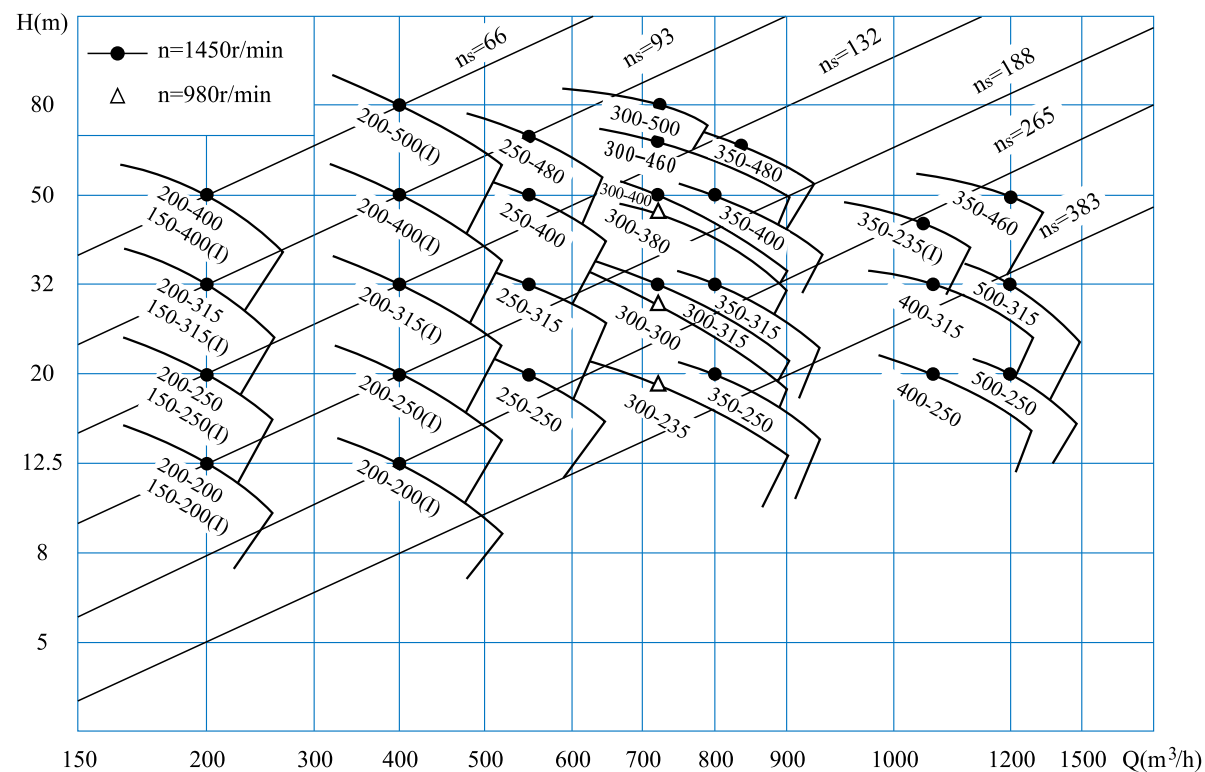 H(m)
n=1450r/min
n=980r/min
nₛ=66
nₛ=93
nₛ=132
nₛ=188
nₛ=265
nₛ=383
80
50
32
20
12.5
8
5
200-500(I)
250-480
300-500
300-460
350-480
200-400
150-400(I)
200-400(I)
250-400
300-400
300-380
350-400
350-235(I)
350-460
200-315
150-315(I)
200-315(I)
250-315
300-300
300-315
350-315
400-315
500-315
200-250
150-250(I)
200-250(I)
250-250
300-235
350-250
400-250
500-250
200-200
150-200(I)
200-200(I)
150 200 300 400 500 600 700 800 900 1000 1200 1500 Q(m³/h)